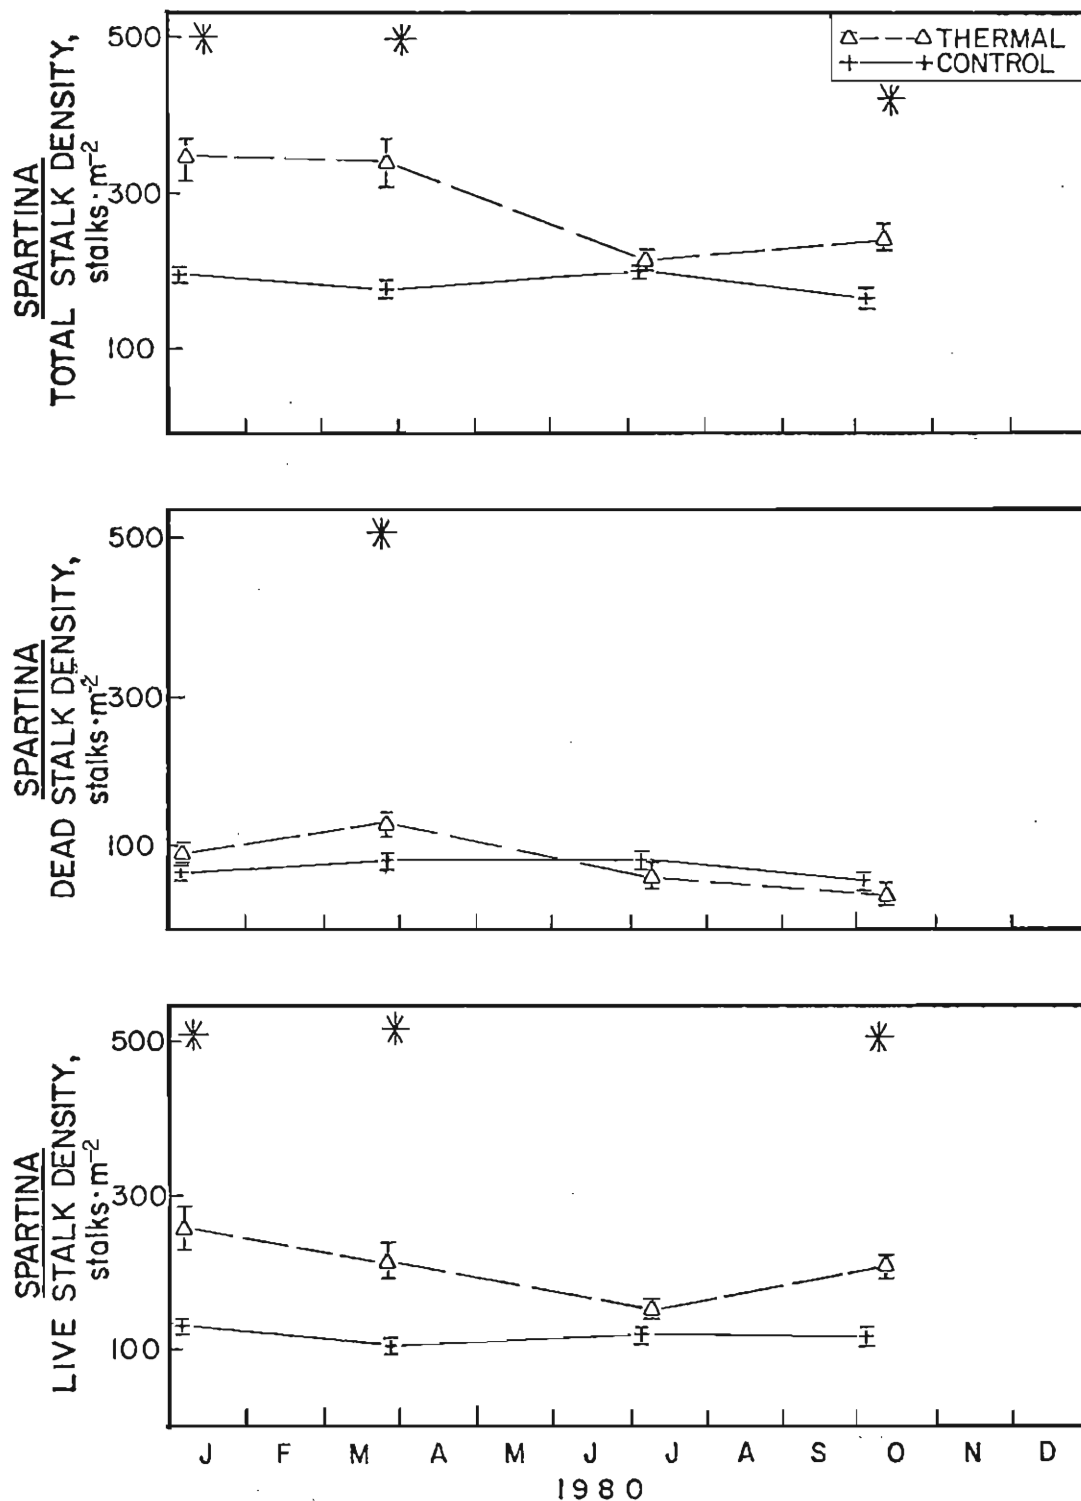 THERMAL
CONTROL
SPARTINA
TOTAL STALK DENSITY,
stalks·m⁻²
500
300
100
SPARTINA
DEAD STALK DENSITY,
stalks·m⁻²
500
300
100
SPARTINA
LIVE STALK DENSITY,
stalks·m⁻²
500
300
100
J F M A M J J A S O N D
1980